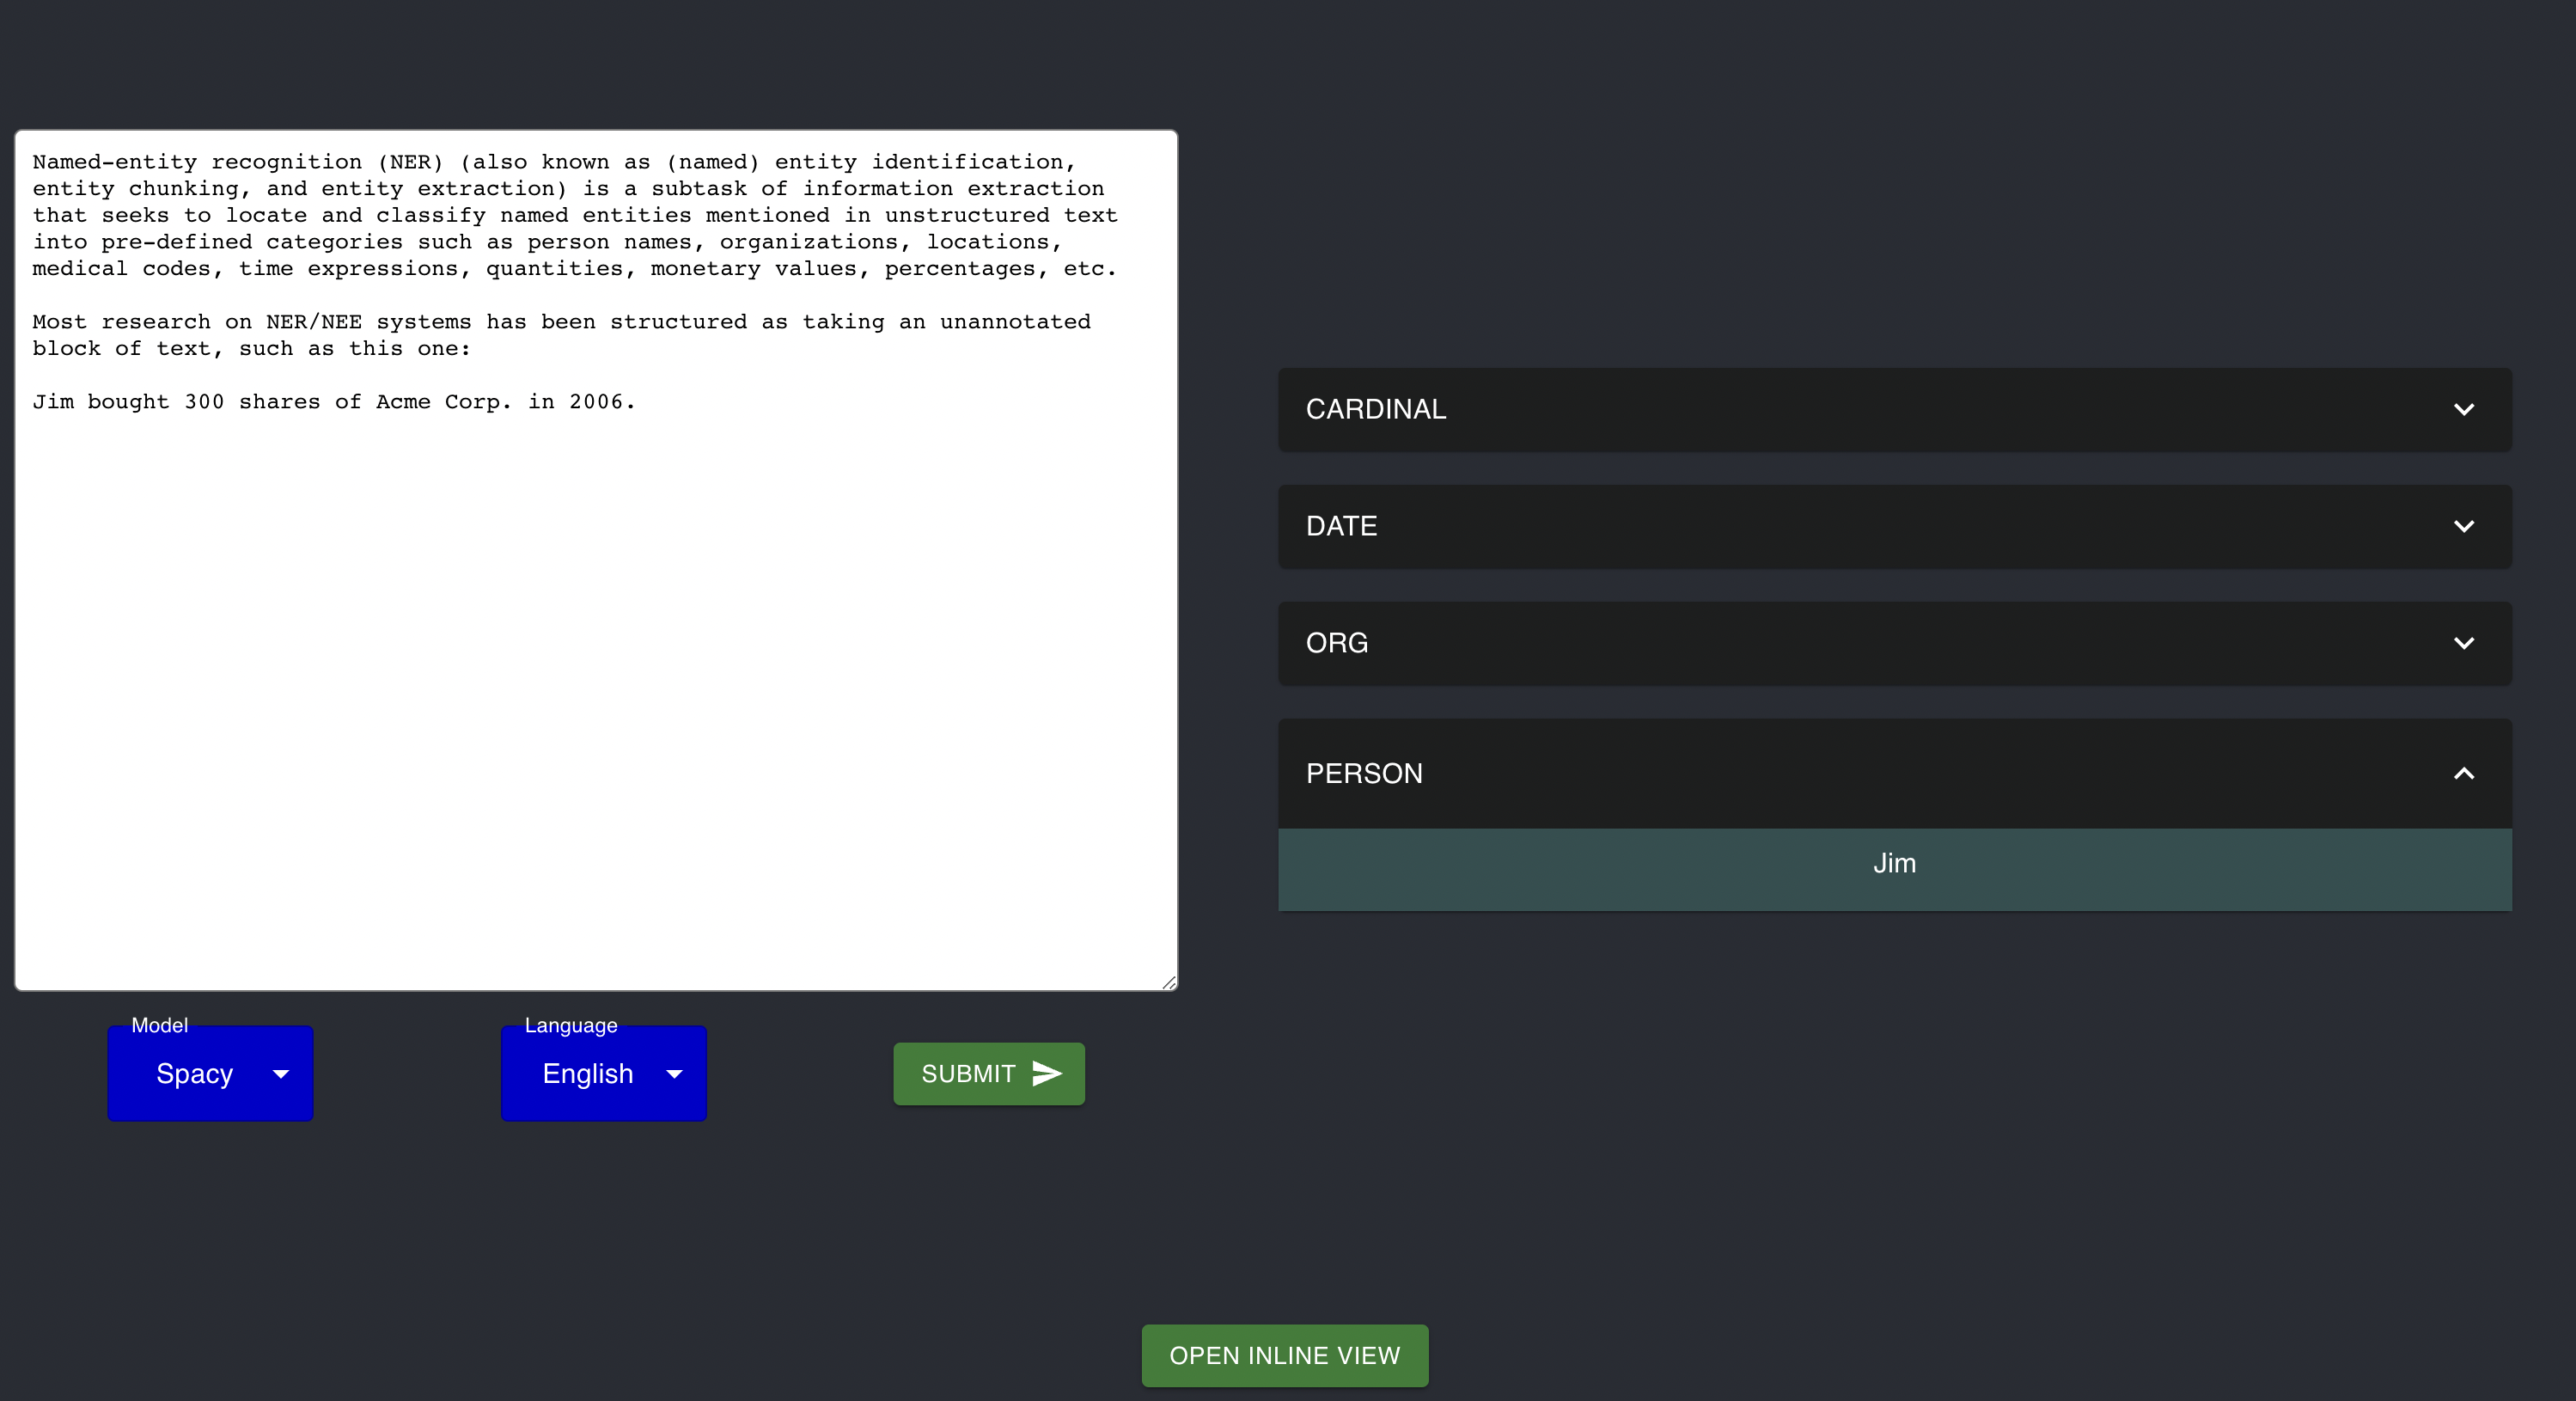 Named-entity recognition (NER) (also known as (named) entity identification,
entity chunking, and entity extraction) is a subtask of information extraction
that seeks to locate and classify named entities mentioned in unstructured text
into pre-defined categories such as person names, organizations, locations,
medical codes, time expressions, quantities, monetary values, percentages, etc.
Most research on NER/NEE systems has been structured as taking an unannotated
block of text, such as this one:
Jim bought 300 shares of Acme Corp. in 2006.
CARDINAL
DATE
ORG
PERSON
Jim
Model
Spacy
Language
English
SUBMIT
OPEN INLINE VIEW